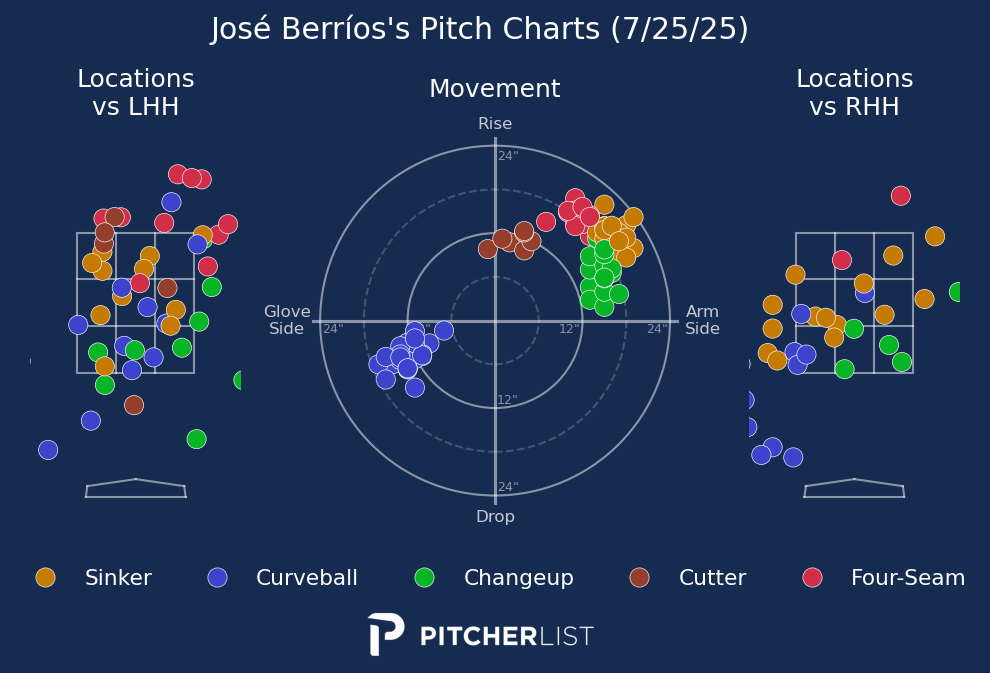 José Berríos's Pitch Charts (7/25/25)
Locations
vs LHH
Movement
Locations
vs RHH
Rise
24"
Glove
Side
24"
"
12"
24"
Arm
Side
12"
24"
Drop
Sinker
Curveball
Changeup
Cutter
Four-Seam
PITCHERLIST